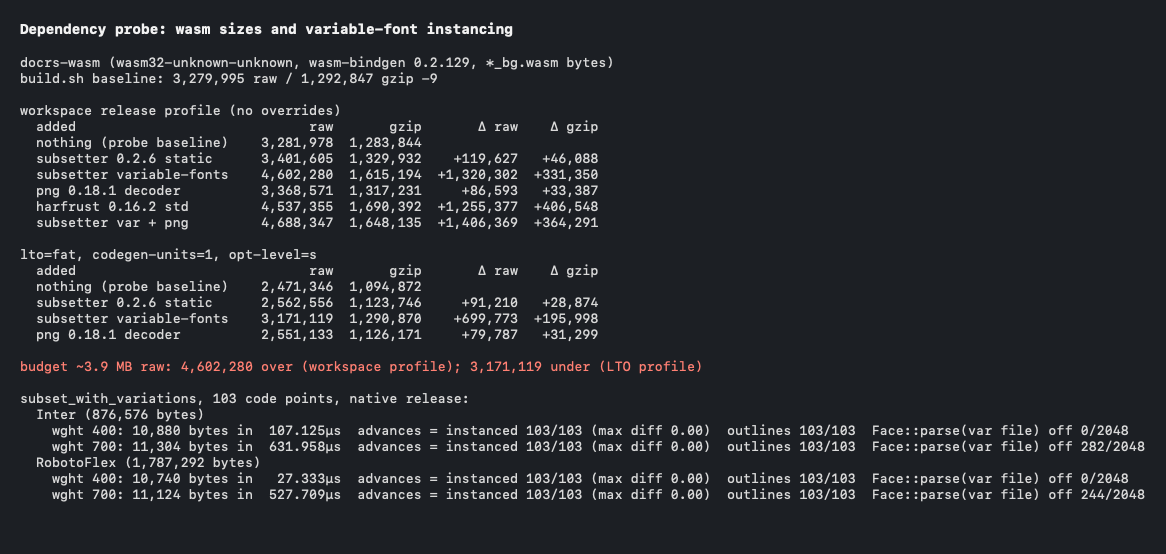 Dependency probe: wasm sizes and variable-font instancing
docrs-wasm (wasm32-unknown-unknown, wasm-bindgen 0.2.129, *_bg.wasm bytes)
build.sh baseline: 3,279,995 raw / 1,292,847 gzip -9
workspace release profile (no overrides)
added raw gzip Δ raw Δ gzip
nothing (probe baseline) 3,281,978 1,283,844
subsetter 0.2.6 static 3,401,605 1,329,932 +119,627 +46,088
subsetter variable-fonts 4,602,280 1,615,194 +1,320,302 +331,350
png 0.18.1 decoder 3,368,571 1,317,231 +86,593 +33,387
harfrust 0.16.2 std 4,537,355 1,690,392 +1,255,377 +406,548
subsetter var + png 4,688,347 1,648,135 +1,406,369 +364,291
lto=fat, codegen-units=1, opt-level=s
added raw gzip Δ raw Δ gzip
nothing (probe baseline) 2,471,346 1,094,872
subsetter 0.2.6 static 2,562,556 1,123,746 +91,210 +28,874
subsetter variable-fonts 3,171,119 1,290,870 +699,773 +195,998
png 0.18.1 decoder 2,551,133 1,126,171 +79,787 +31,299
budget ~3.9 MB raw: 4,602,280 over (workspace profile); 3,171,119 under (LTO profile)
subset_with_variations, 103 code points, native release:
Inter (876,576 bytes)
wght 400: 10,880 bytes in 107.125µs advances = instanced 103/103 (max diff 0.00) outlines 103/103 Face::parse(var file) off 0/2048
wght 700: 11,304 bytes in 631.958µs advances = instanced 103/103 (max diff 0.00) outlines 103/103 Face::parse(var file) off 282/2048
RobotoFlex (1,787,292 bytes)
wght 400: 10,740 bytes in 27.333µs advances = instanced 103/103 (max diff 0.00) outlines 103/103 Face::parse(var file) off 0/2048
wght 700: 11,124 bytes in 527.709µs advances = instanced 103/103 (max diff 0.00) outlines 103/103 Face::parse(var file) off 244/2048